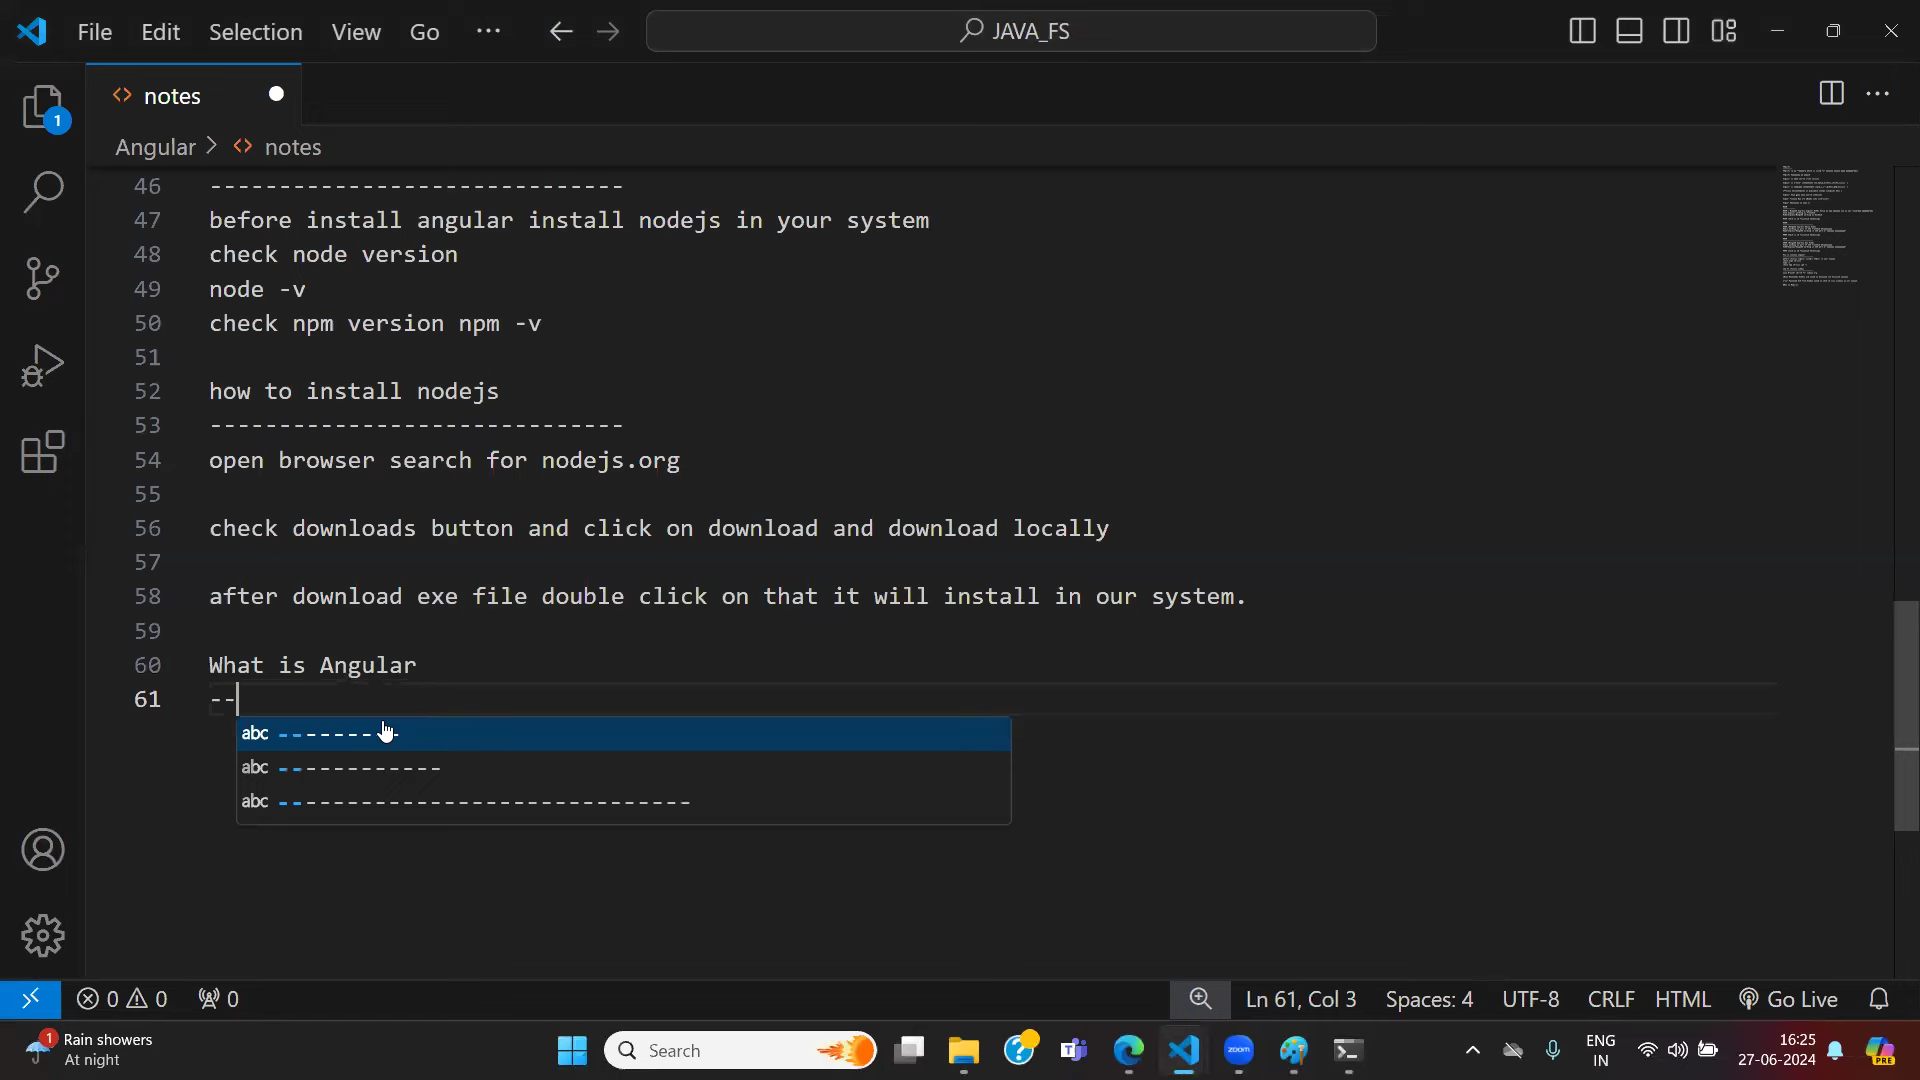 File Edit Selection View Go ··· JAVA_FS
1
notes
Angular > notes
46 ------------------------------
47 before install angular install nodejs in your system
48 check node version
49 node -v
50 check npm version npm -v
51
52 how to install nodejs
53 ------------------------------
54 open browser search for nodejs.org
55
56 check downloads button and click on download and download locally
57
58 after download exe file double click on that it will install in our system.
59
60 What is Angular
61 --
abc ---------
abc ------------
abc ------------------------------
0 0 0 Ln 61, Col 3 Spaces: 4 UTF-8 CRLF HTML Go Live
1 Rain showers
At night
Search
zoom
PRE
ENG
IN
16:25
27-06-2024